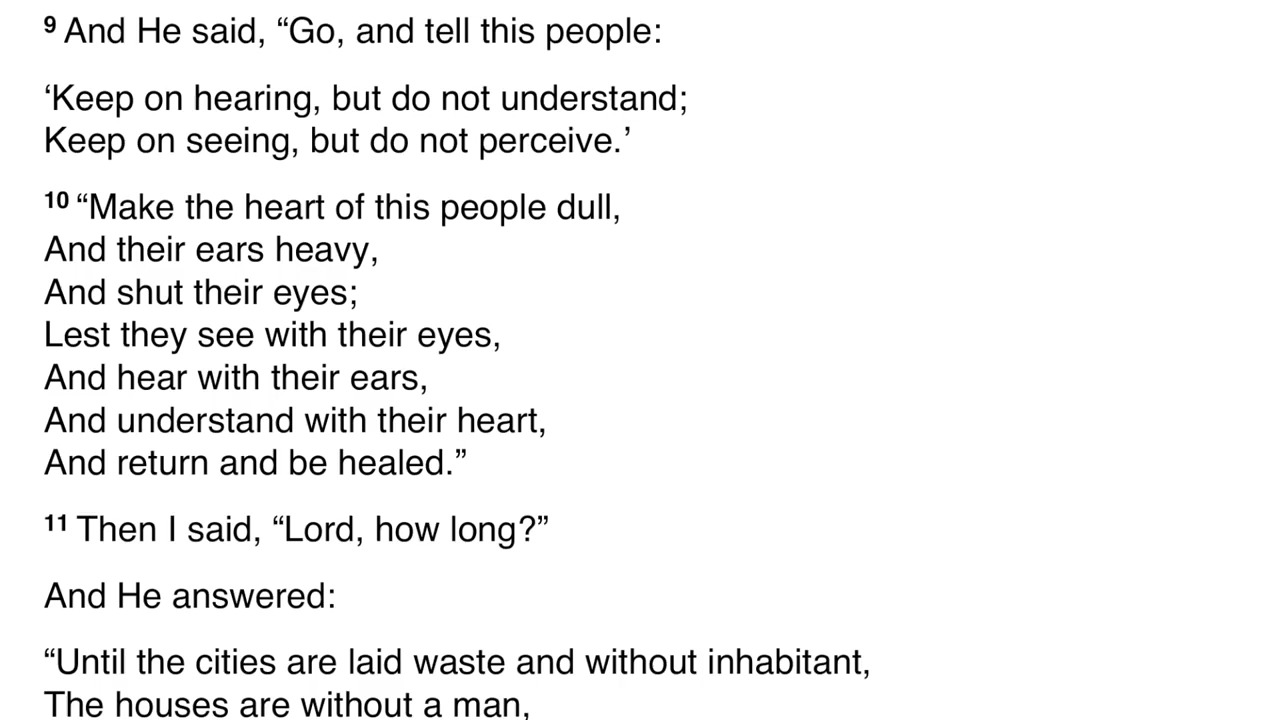 9 And He said, “Go, and tell this people:
‘Keep on hearing, but do not understand;
Keep on seeing, but do not perceive.’
10 “Make the heart of this people dull,
And their ears heavy,
And shut their eyes;
Lest they see with their eyes,
And hear with their ears,
And understand with their heart,
And return and be healed.”
11 Then I said, “Lord, how long?”
And He answered:
“Until the cities are laid waste and without inhabitant,
The houses are without a man,